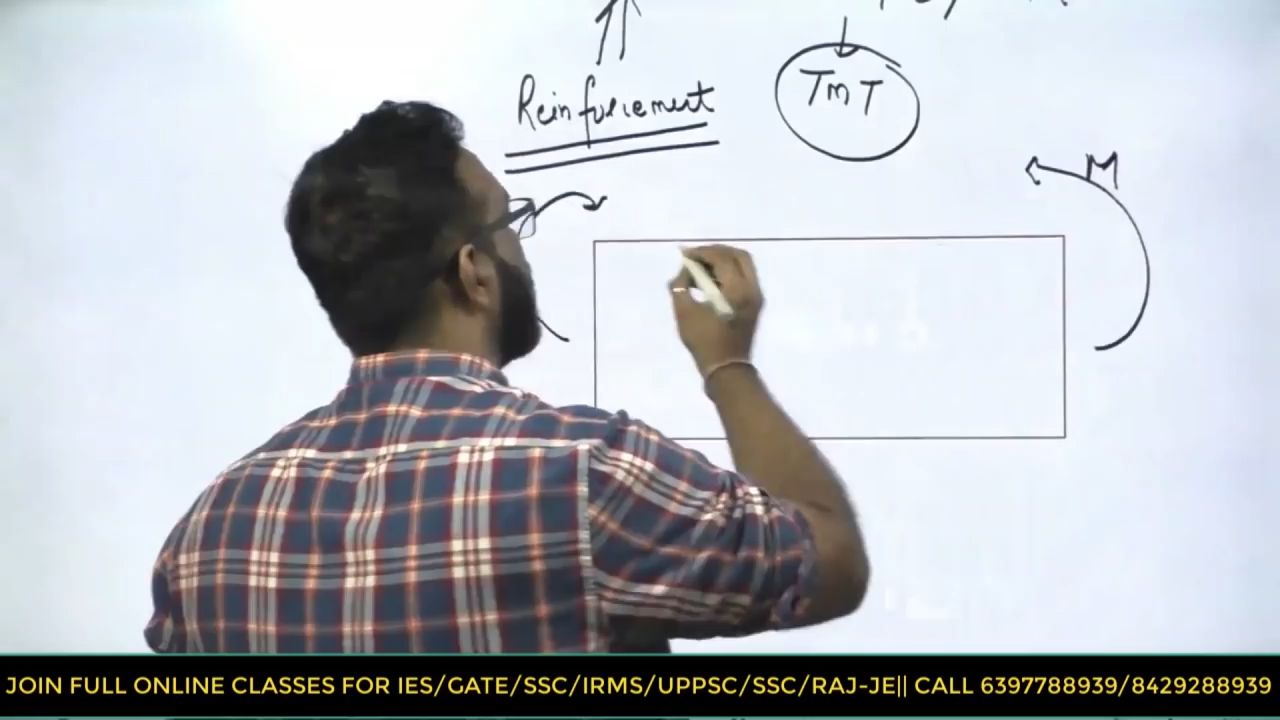 Reinforcement
TMT
M
JOIN FULL ONLINE CLASSES FOR IES/GATE/SSC/IRMS/UPPSC/SSC/RAJ-JE|| CALL 6397788939/8429288939